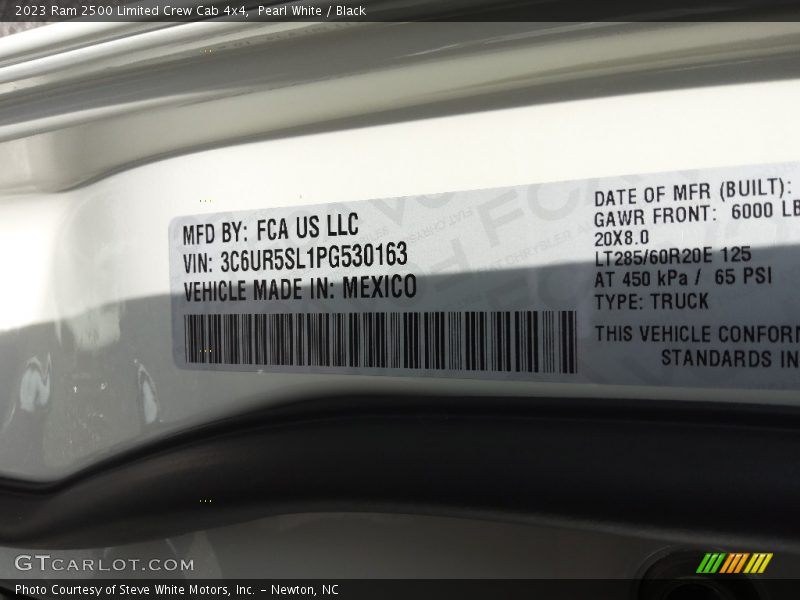 2023 Ram 2500 Limited Crew Cab 4x4,  Pearl White / Black
MFD BY: FCA US LLC
VIN: 3C6UR5SL1PG530163
VEHICLE MADE IN: MEXICO
DATE OF MFR (BUILT):
GAWR FRONT: 6000 LB
20X8.0
LT285/60R20E 125
AT 450 kPa / 65 PSI
TYPE: TRUCK
THIS VEHICLE CONFORM
STANDARDS IN
GTCARLOT.COM
Photo Courtesy of Steve White Motors, Inc. – Newton, NC